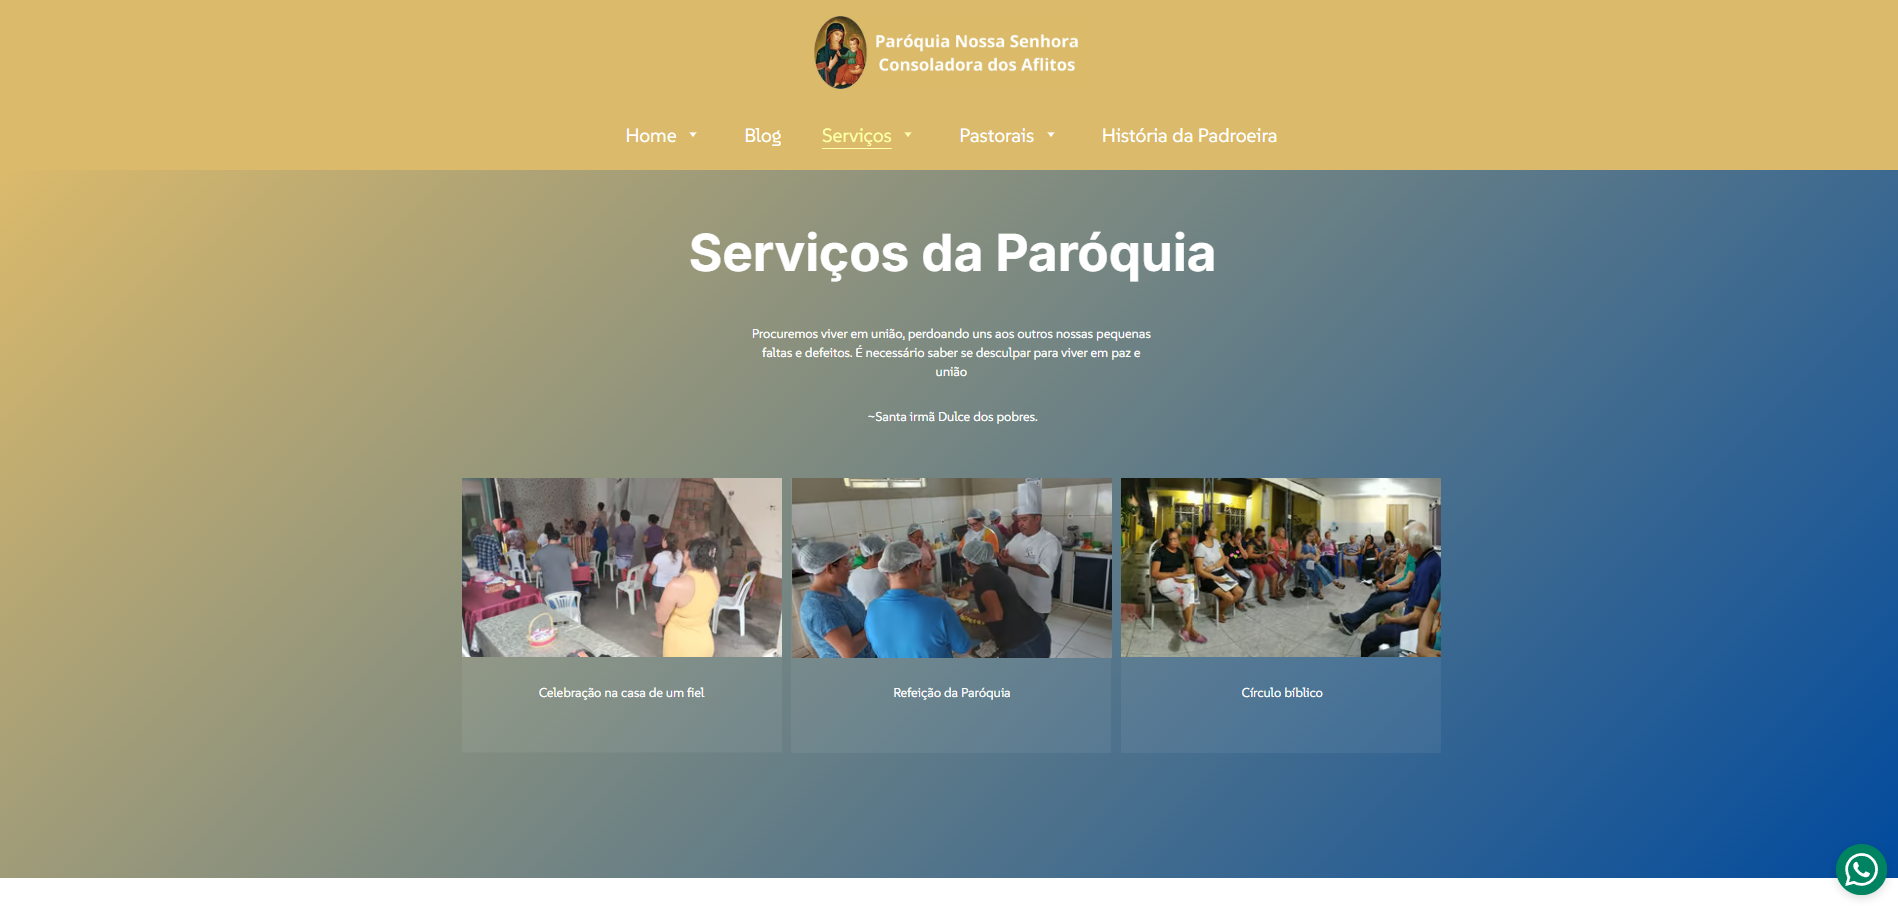 Paróquia Nossa Senhora
Consoladora dos Aflitos
Home
Blog
Serviços
Pastorais
História da Padroeira
Serviços da Paróquia
Procuremos viver em união, perdoando uns aos outros nossas pequenas
faltas e defeitos. É necessário saber se desculpar para viver em paz e
união
~Santa irmã Dulce dos pobres.
Celebração na casa de um fiel
Refeição da Paróquia
Círculo bíblico